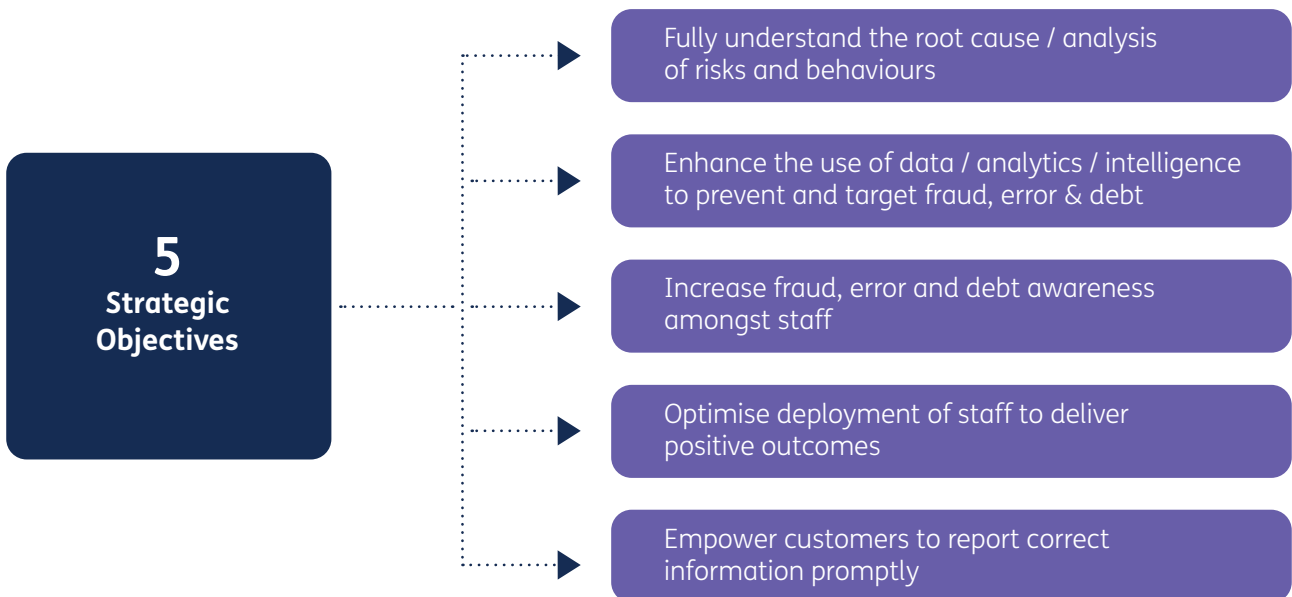 5
Strategic
Objectives
Fully understand the root cause / analysis
of risks and behaviours
Enhance the use of data / analytics / intelligence
to prevent and target fraud, error & debt
Increase fraud, error and debt awareness
amongst staff
Optimise deployment of staff to deliver
positive outcomes
Empower customers to report correct
information promptly